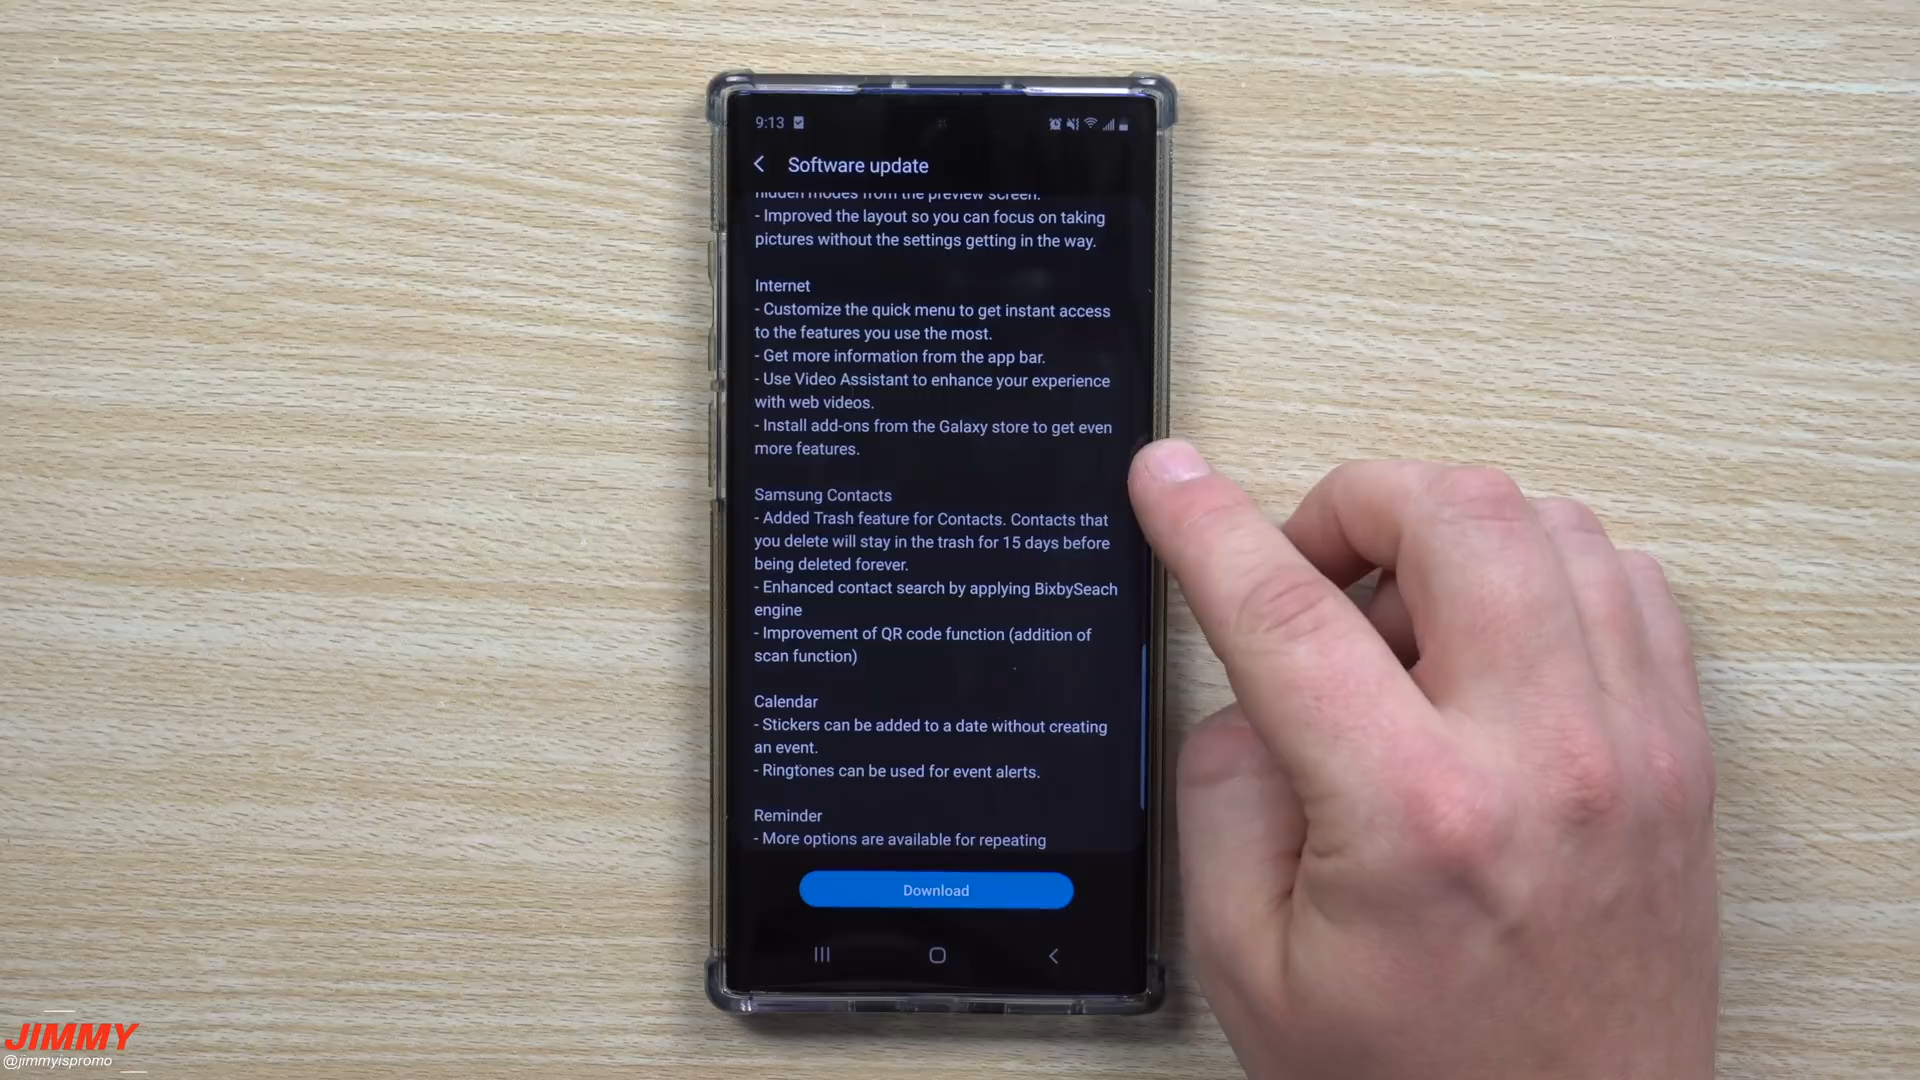 9:13
Software update
hidden modes from the preview screen.
- Improved the layout so you can focus on taking
pictures without the settings getting in the way.
Internet
- Customize the quick menu to get instant access
to the features you use the most.
- Get more information from the app bar.
- Use Video Assistant to enhance your experience
with web videos.
- Install add-ons from the Galaxy store to get even
more features.
Samsung Contacts
- Added Trash feature for Contacts. Contacts that
you delete will stay in the trash for 15 days before
being deleted forever.
- Enhanced contact search by applying BixbySeach
engine
- Improvement of QR code function (addition of
scan function)
Calendar
- Stickers can be added to a date without creating
an event.
- Ringtones can be used for event alerts.
Reminder
- More options are available for repeating
Download
JIMMY
@jimmyispromo